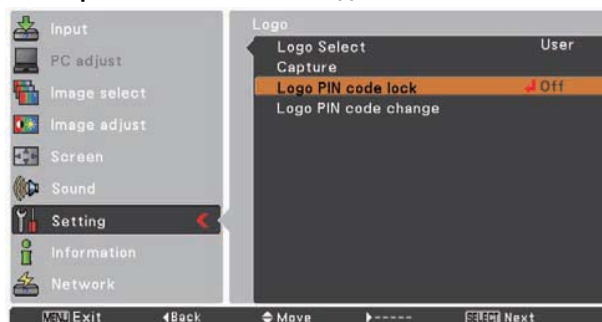 Input
PC adjust
Image select
Image adjust
Screen
Sound
Setting
Information
Network
Logo
Logo Select User
Capture
Logo PIN code lock Off
Logo PIN code change
MENU Exit Back Move ----- SELECT Next